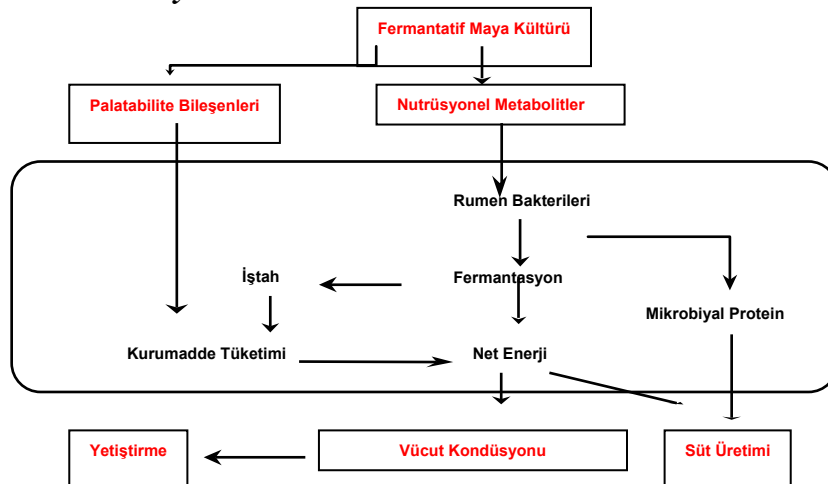 Fermantatif Maya Kültürü
Palatabilite Bileşenleri
Nutrüsyonel Metabolitler
Rumen Bakterileri
İştah
Fermantasyon
Mikrobiyal Protein
Kurumadde Tüketimi
Net Enerji
Yetiştirme
Vücut Kondüsyonu
Süt Üretimi